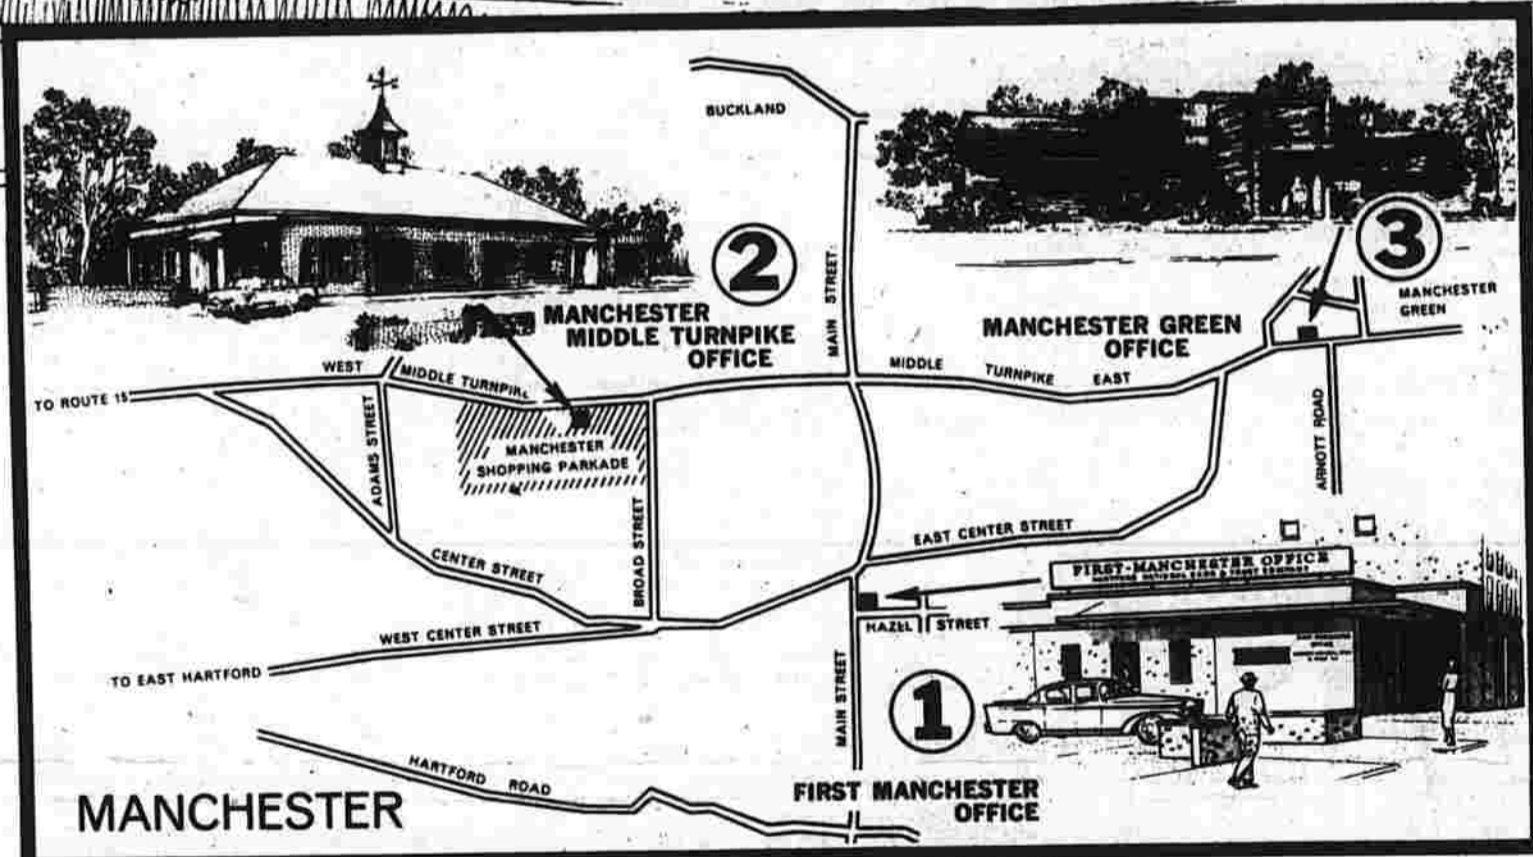 BUCKLAND
2
MANCHESTER
MIDDLE TURNPIKE
OFFICE
MAIN STREET
3
MANCHESTER
GREEN
MANCHESTER GREEN
OFFICE
WEST
MIDDLE TURNPIKE
MIDDLE TURNPIKE EAST
TO ROUTE 15
ADAMS STREET
MANCHESTER
SHOPPING PARKADE
BROAD STREET
ARNOTT ROAD
EAST CENTER STREET
CENTER STREET
FIRST-MANCHESTER OFFICE
HAZEL STREET
WEST CENTER STREET
TO EAST HARTFORD
MAIN STREET
1
HARTFORD ROAD
FIRST MANCHESTER
OFFICE
MANCHESTER